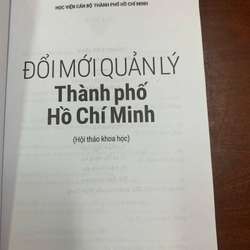 HỌC VIỆN CÁN BỘ THÀNH PHỐ HỒ CHÍ MINH
ĐỔI MỚI QUẢN LÝ
Thành phố
Hồ Chí Minh
(Hội thảo khoa học)